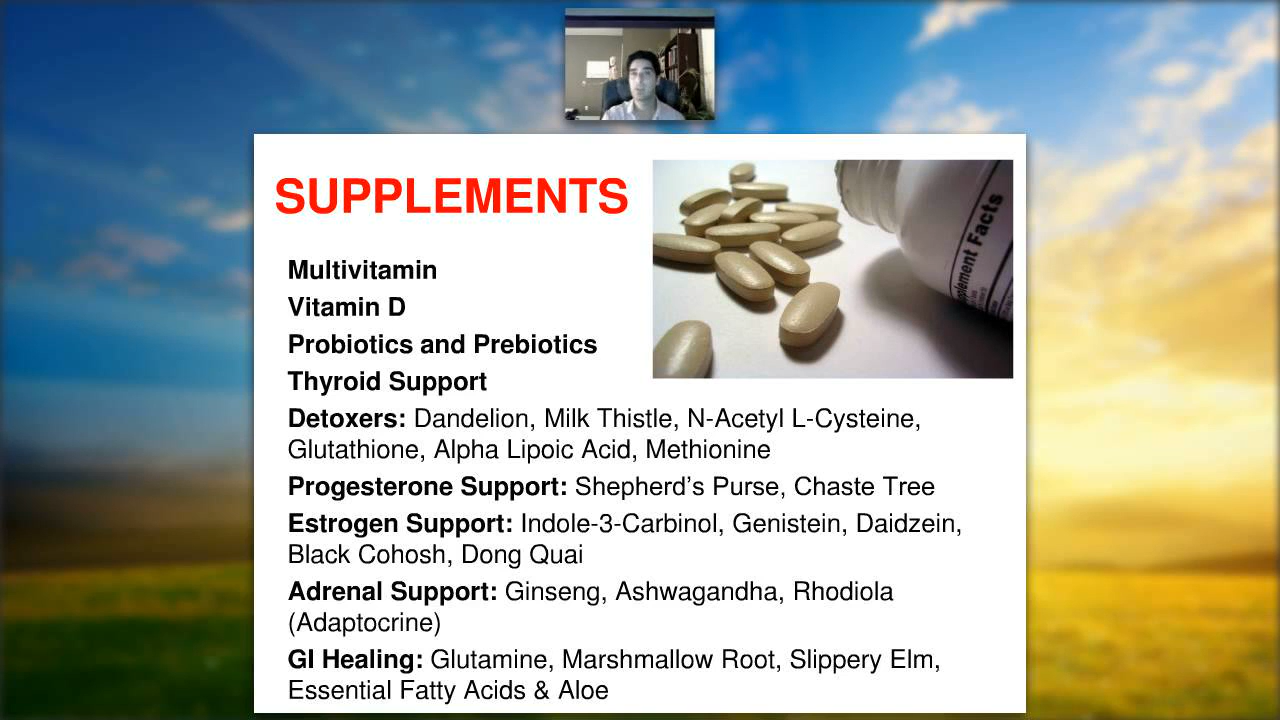 SUPPLEMENTS
plement Facts
Multivitamin
Vitamin D
Probiotics and Prebiotics
Thyroid Support
Detoxers: Dandelion, Milk Thistle, N-Acetyl L-Cysteine,
Glutathione, Alpha Lipoic Acid, Methionine
Progesterone Support: Shepherd’s Purse, Chaste Tree
Estrogen Support: Indole-3-Carbinol, Genistein, Daidzein,
Black Cohosh, Dong Quai
Adrenal Support: Ginseng, Ashwagandha, Rhodiola
(Adaptocrine)
GI Healing: Glutamine, Marshmallow Root, Slippery Elm,
Essential Fatty Acids & Aloe